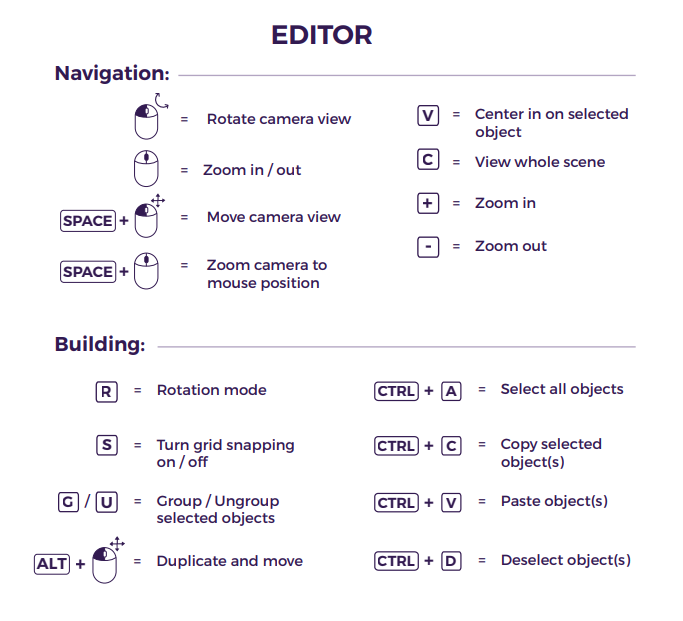 EDITOR
Navigation:
= Rotate camera view
= Zoom in / out
SPACE + = Move camera view
SPACE + = Zoom camera to
mouse position
V = Center in on selected
object
C = View whole scene
+ = Zoom in
- = Zoom out
Building:
R = Rotation mode
S = Turn grid snapping
on / off
G / U = Group / Ungroup
selected objects
ALT + = Duplicate and move
CTRL + A = Select all objects
CTRL + C = Copy selected
object(s)
CTRL + V = Paste object(s)
CTRL + D = Deselect object(s)